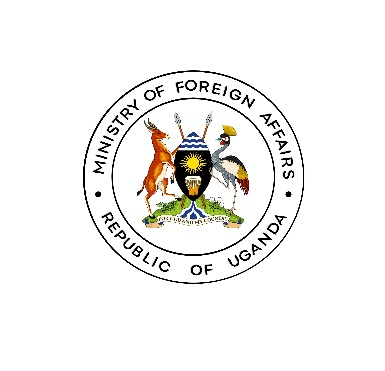 MINISTRY OF FOREIGN AFFAIRS
REPUBLIC OF UGANDA